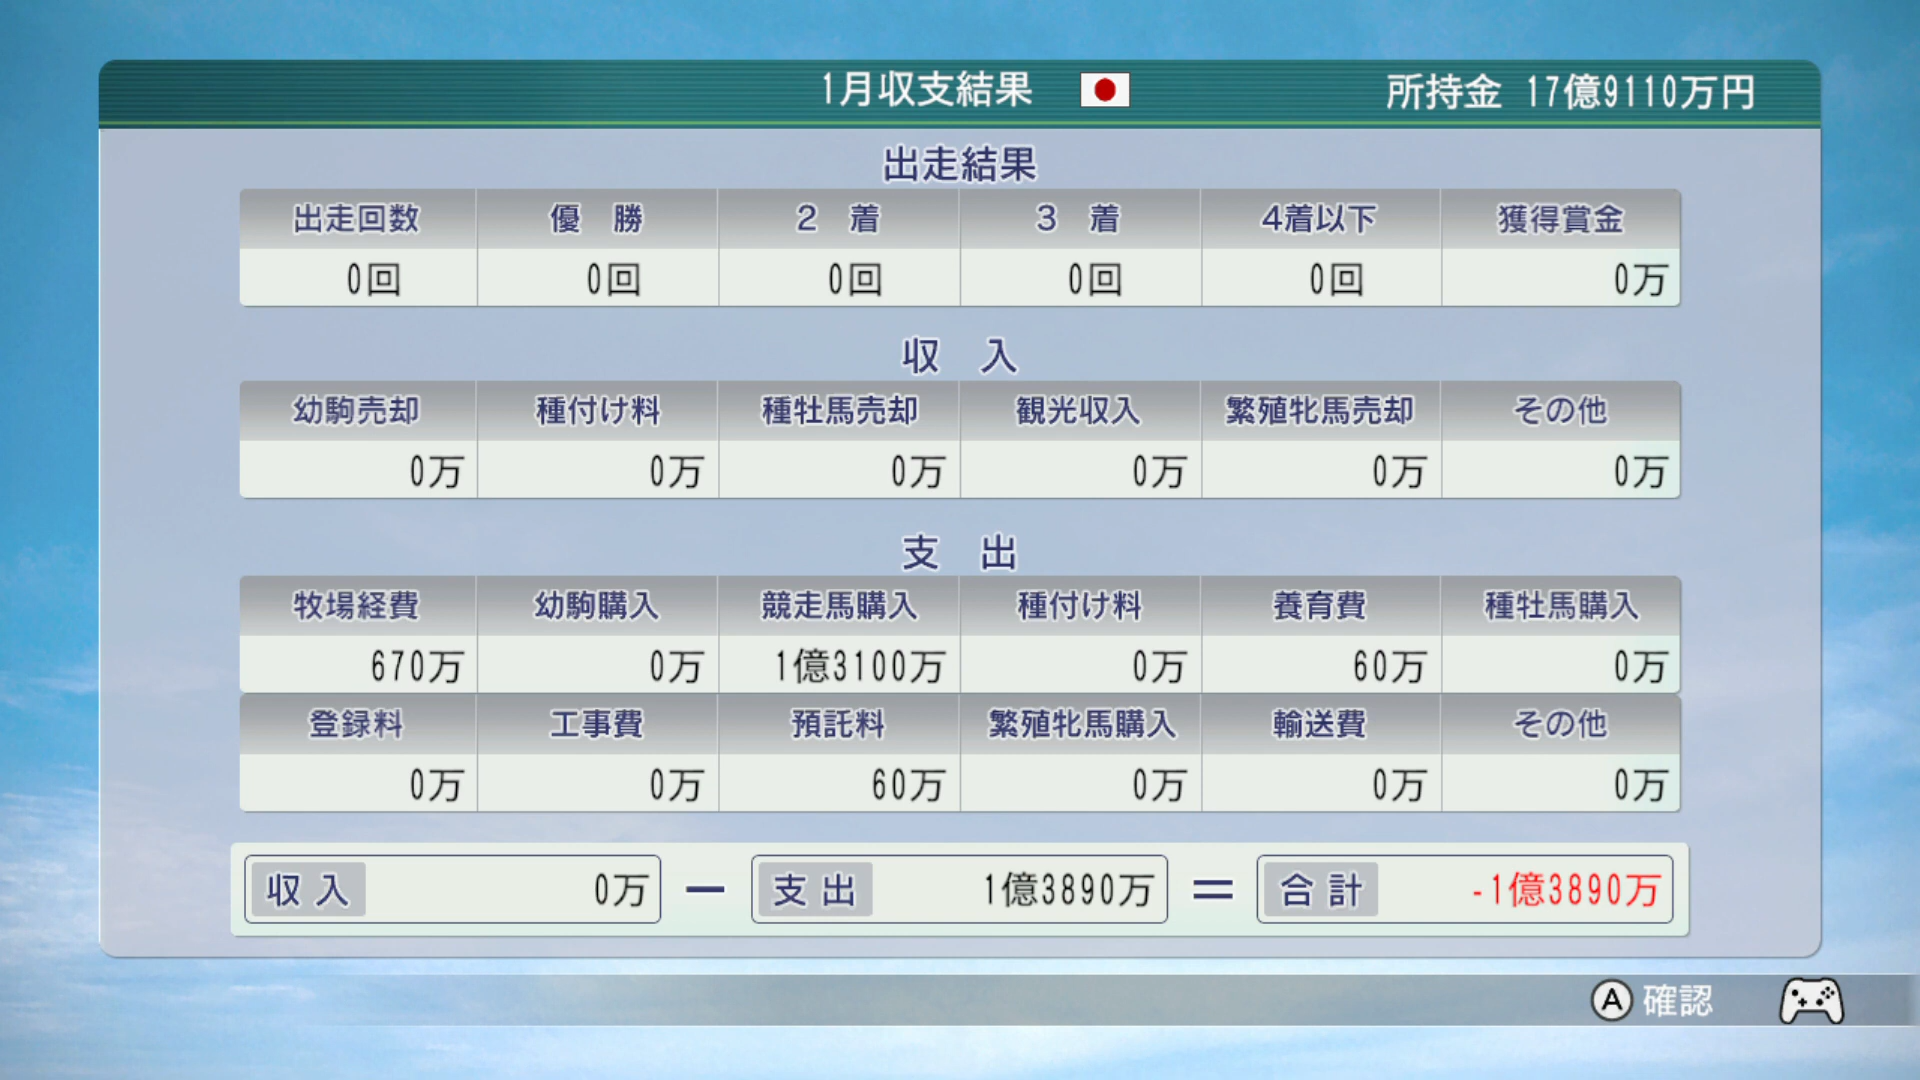 1月収支結果 所持金 17億9110万円
出走結果
出走回数 優 勝 2 着 3 着 4着以下 獲得賞金
0回 0回 0回 0回 0回 0万
収 入
幼駒売却 種付け料 種牡馬売却 観光収入 繁殖牝馬売却 その他
0万 0万 0万 0万 0万 0万
支 出
牧場経費 幼駒購入 競走馬購入 種付け料 養育費 種牡馬購入
670万 0万 1億3100万 0万 60万 0万
登録料 工事費 預託料 繁殖牝馬購入 輸送費 その他
0万 0万 60万 0万 0万 0万
収 入 0万 － 支 出 1億3890万 ＝ 合 計 -1億3890万
A 確認